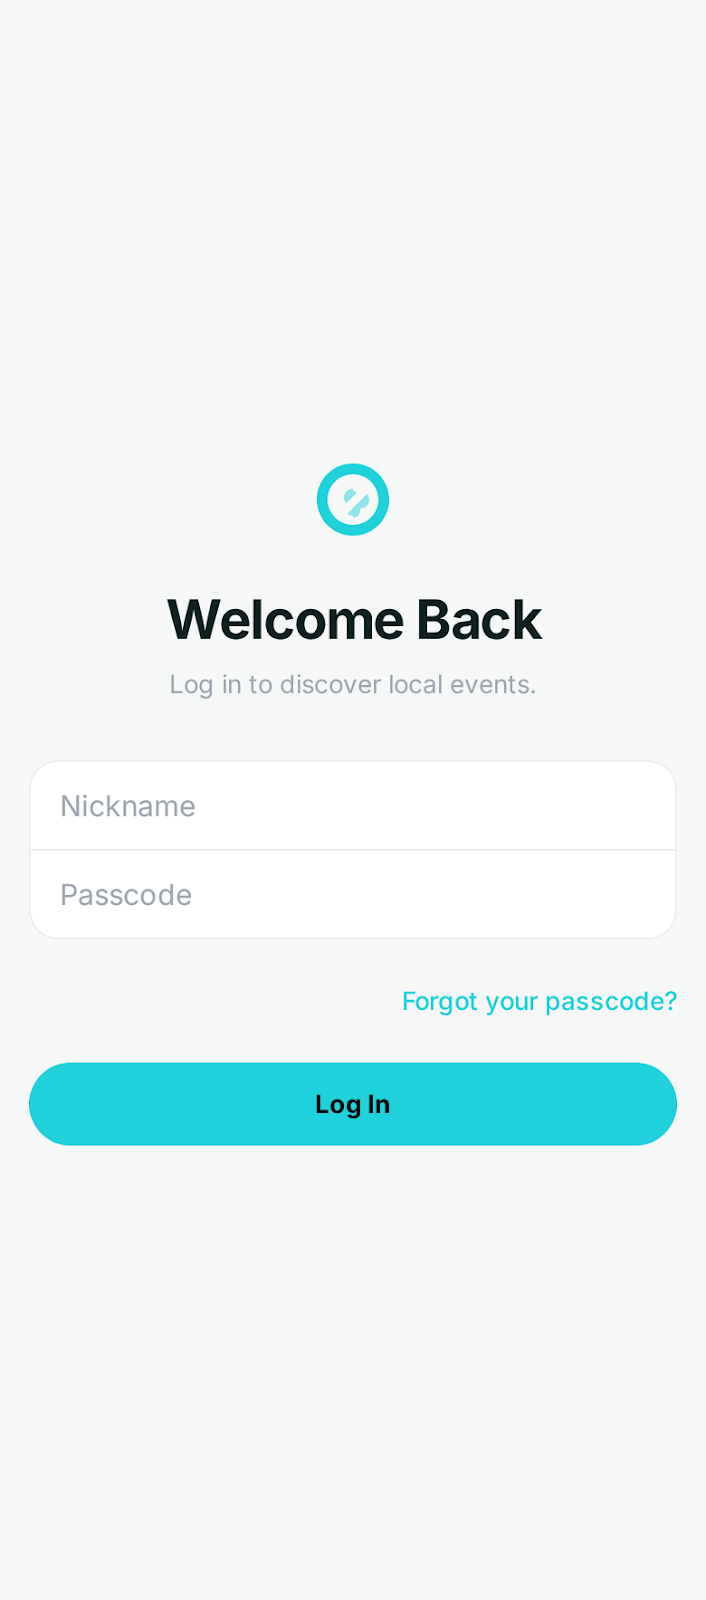 Welcome Back
Log in to discover local events.
Nickname
Passcode
Forgot your passcode?
Log In